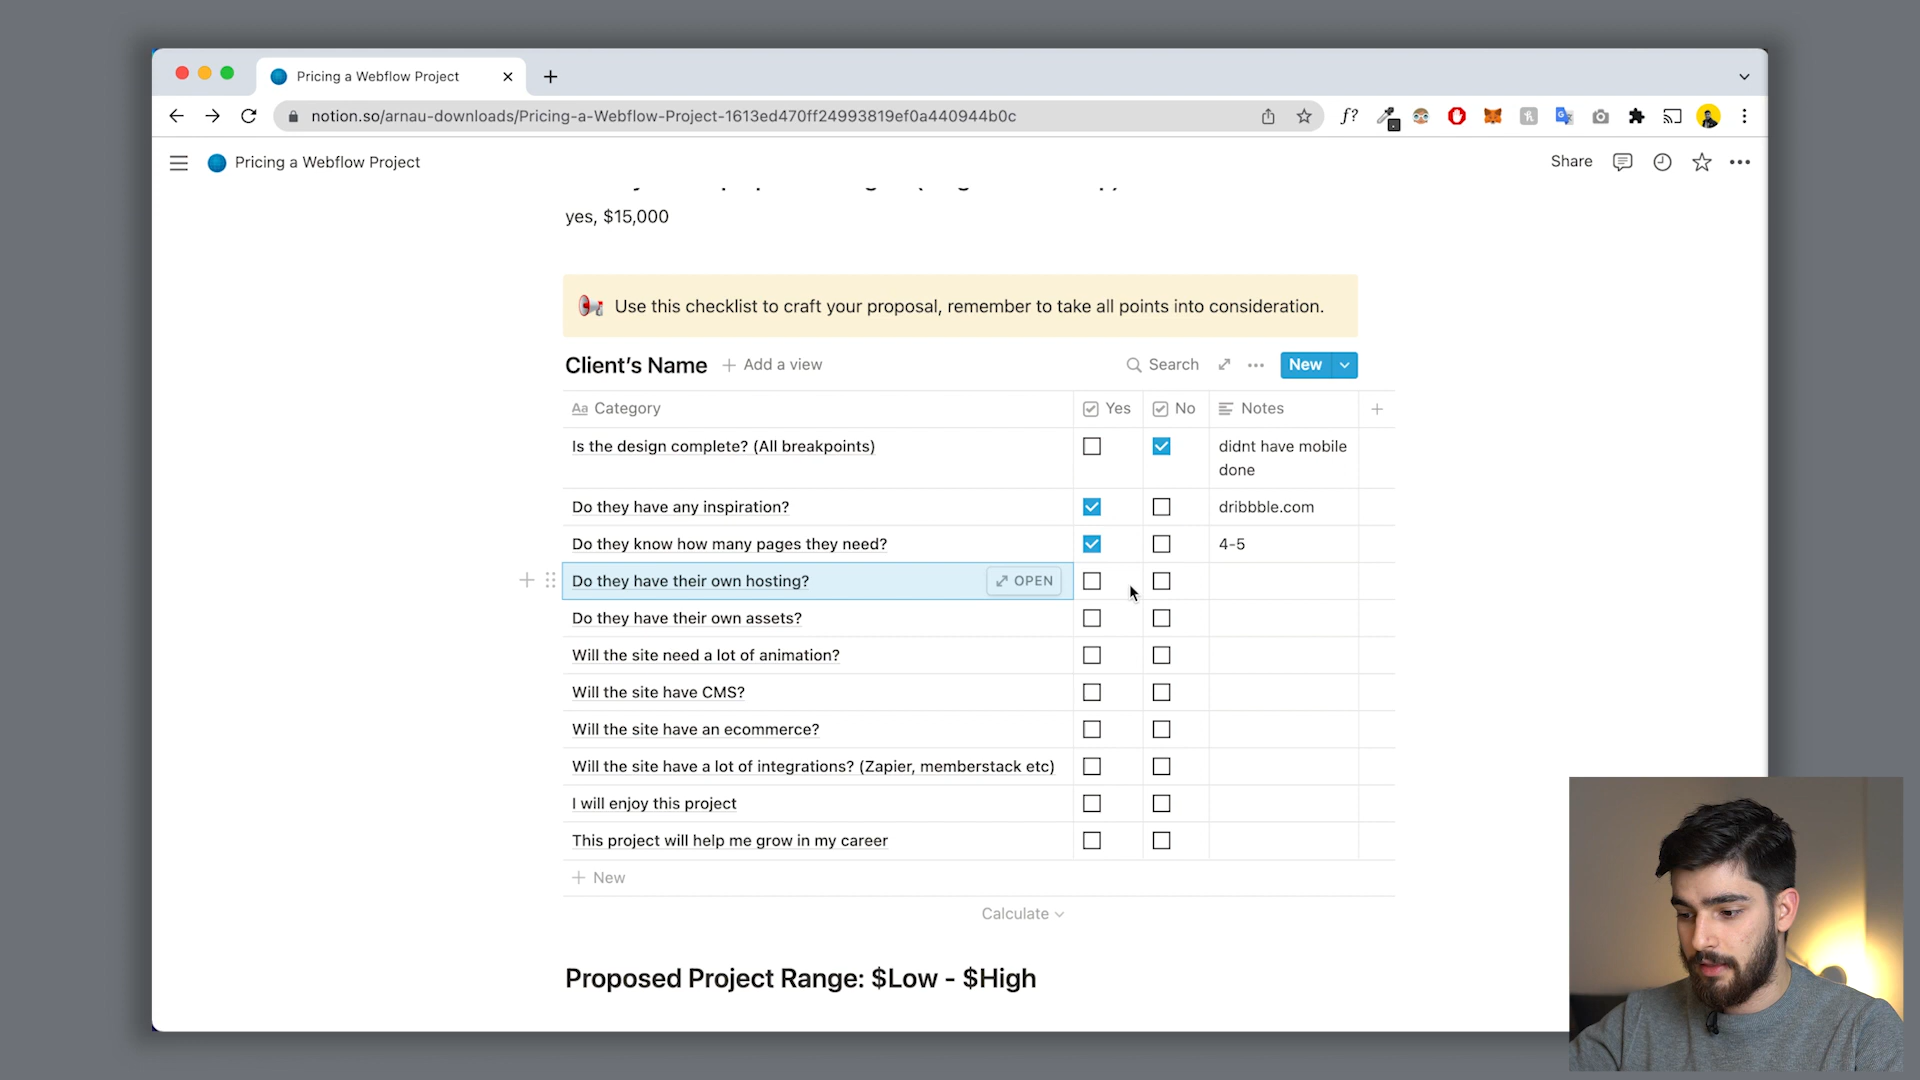 Pricing a Webflow Project
notion.so/arnau-downloads/Pricing-a-Webflow-Project-1613ed470ff24993819ef0a440944b0c
f?
Pricing a Webflow Project
Share
yes, $15,000
Use this checklist to craft your proposal, remember to take all points into consideration.
Client's Name + Add a view Search New
Aa Category Yes No Notes
Is the design complete? (All breakpoints) didnt have mobile
done
Do they have any inspiration? dribbble.com
Do they know how many pages they need? 4-5
Do they have their own hosting? OPEN
Do they have their own assets?
Will the site need a lot of animation?
Will the site have CMS?
Will the site have an ecommerce?
Will the site have a lot of integrations? (Zapier, memberstack etc)
I will enjoy this project
This project will help me grow in my career
+ New
Calculate
Proposed Project Range: $Low - $High